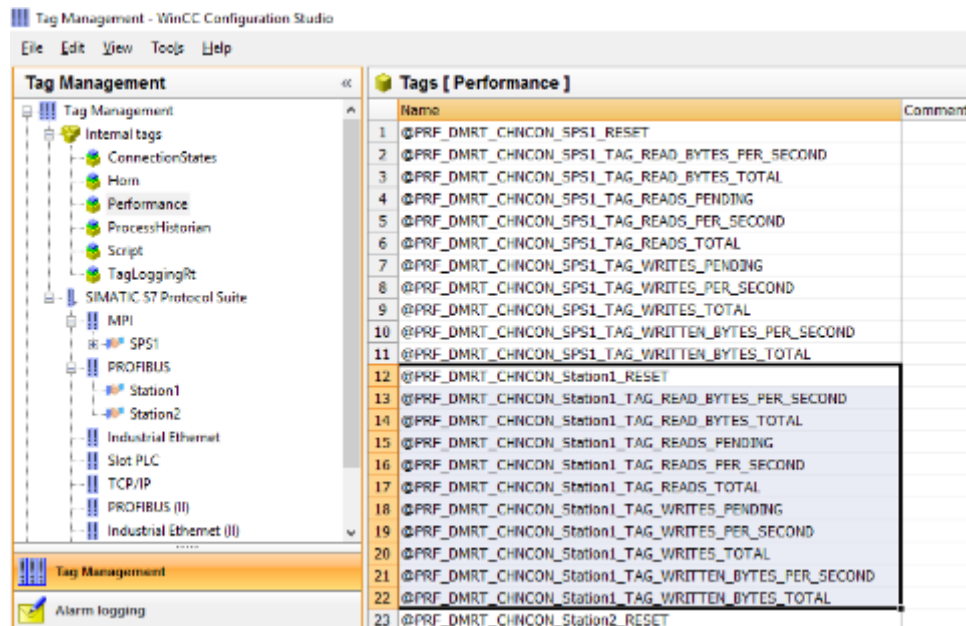 Tag Management - WinCC Configuration Studio
File Edit View Tools Help
Tag Management «
Tag Management
Internal tags
ConnectionStates
Horn
Performance
ProcessHistorian
Script
TagLoggingRt
SIMATIC S7 Protocol Suite
MPI
SPS1
PROFIBUS
Station1
Station2
Industrial Ethernet
Slot PLC
TCP/IP
PROFIBUS (II)
Industrial Ethernet (II)
Tag Management
Alarm logging
Tags [ Performance ]
Name Comment
1 @PRF_DMRT_CHNCON_SPS1_RESET
2 @PRF_DMRT_CHNCON_SPS1_TAG_READ_BYTES_PER_SECOND
3 @PRF_DMRT_CHNCON_SPS1_TAG_READ_BYTES_TOTAL
4 @PRF_DMRT_CHNCON_SPS1_TAG_READS_PENDING
5 @PRF_DMRT_CHNCON_SPS1_TAG_READS_PER_SECOND
6 @PRF_DMRT_CHNCON_SPS1_TAG_READS_TOTAL
7 @PRF_DMRT_CHNCON_SPS1_TAG_WRITES_PENDING
8 @PRF_DMRT_CHNCON_SPS1_TAG_WRITES_PER_SECOND
9 @PRF_DMRT_CHNCON_SPS1_TAG_WRITES_TOTAL
10 @PRF_DMRT_CHNCON_SPS1_TAG_WRITTEN_BYTES_PER_SECOND
11 @PRF_DMRT_CHNCON_SPS1_TAG_WRITTEN_BYTES_TOTAL
12 @PRF_DMRT_CHNCON_Station1_RESET
13 @PRF_DMRT_CHNCON_Station1_TAG_READ_BYTES_PER_SECOND
14 @PRF_DMRT_CHNCON_Station1_TAG_READ_BYTES_TOTAL
15 @PRF_DMRT_CHNCON_Station1_TAG_READS_PENDING
16 @PRF_DMRT_CHNCON_Station1_TAG_READS_PER_SECOND
17 @PRF_DMRT_CHNCON_Station1_TAG_READS_TOTAL
18 @PRF_DMRT_CHNCON_Station1_TAG_WRITES_PENDING
19 @PRF_DMRT_CHNCON_Station1_TAG_WRITES_PER_SECOND
20 @PRF_DMRT_CHNCON_Station1_TAG_WRITES_TOTAL
21 @PRF_DMRT_CHNCON_Station1_TAG_WRITTEN_BYTES_PER_SECOND
22 @PRF_DMRT_CHNCON_Station1_TAG_WRITTEN_BYTES_TOTAL
23 @PRF_DMRT_CHNCON_Station2_RESET